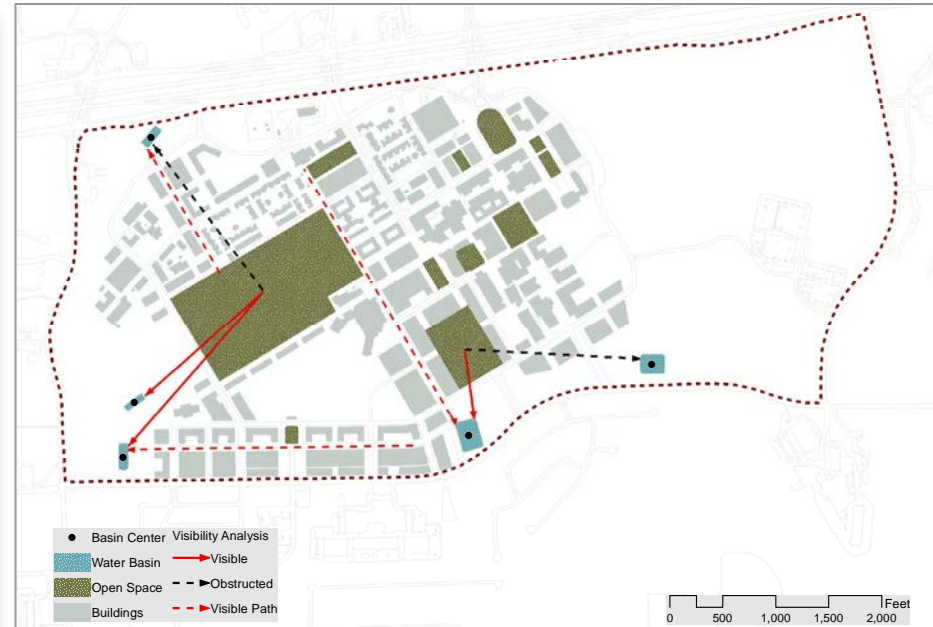 Basin Center Visibility Analysis
Water Basin Visible
Open Space Obstructed
Buildings Visible Path
Feet
0 500 1,000 1,500 2,000